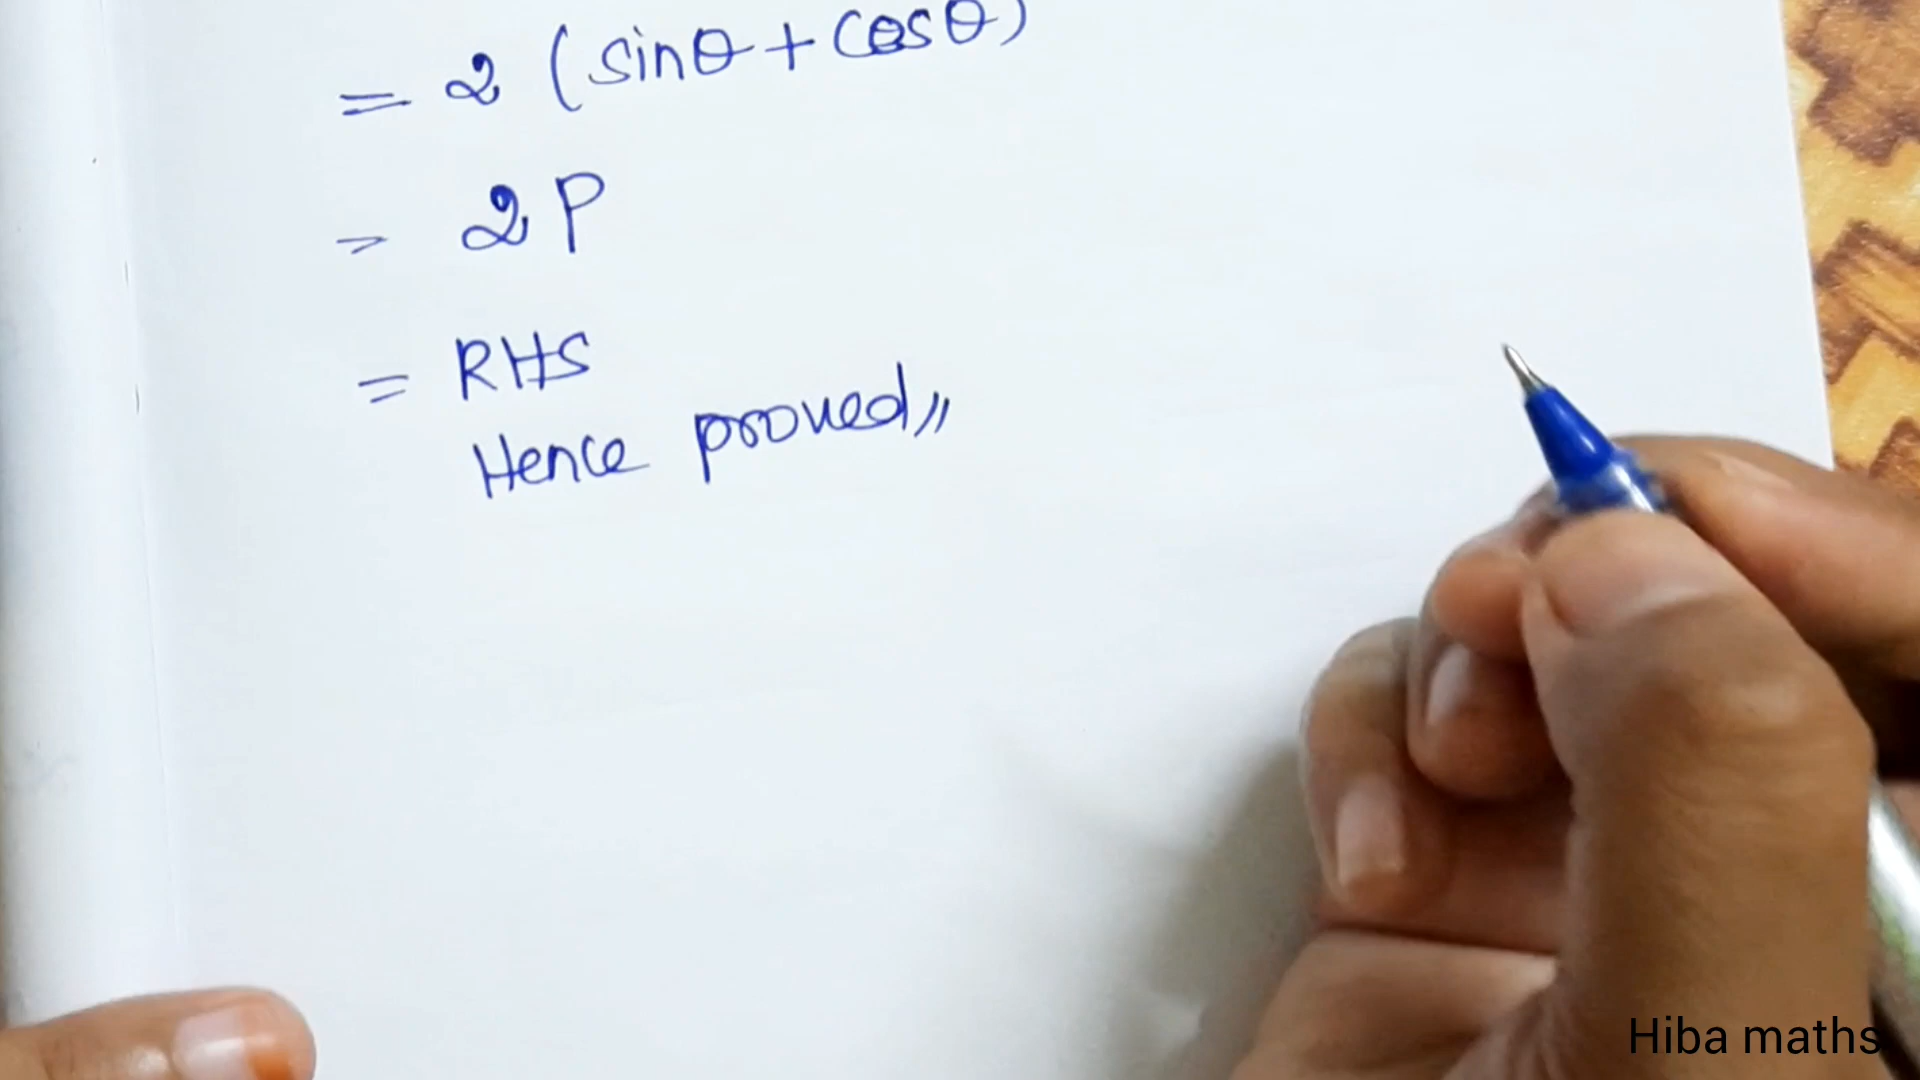 = 2 (sinθ + cosθ)
= 2P
= RHS
Hence proved,,
Hiba maths